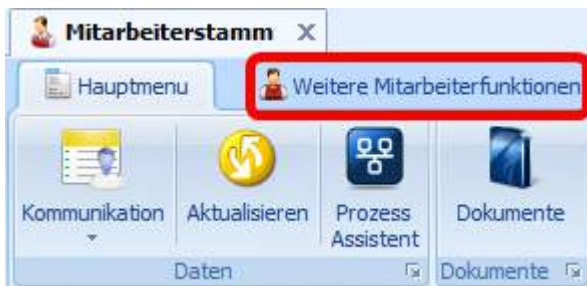 Mitarbeiterstamm X
Hauptmenu Weitere Mitarbeiterfunktionen
Kommunikation Aktualisieren Prozess Assistent Dokumente
Daten Dokumente